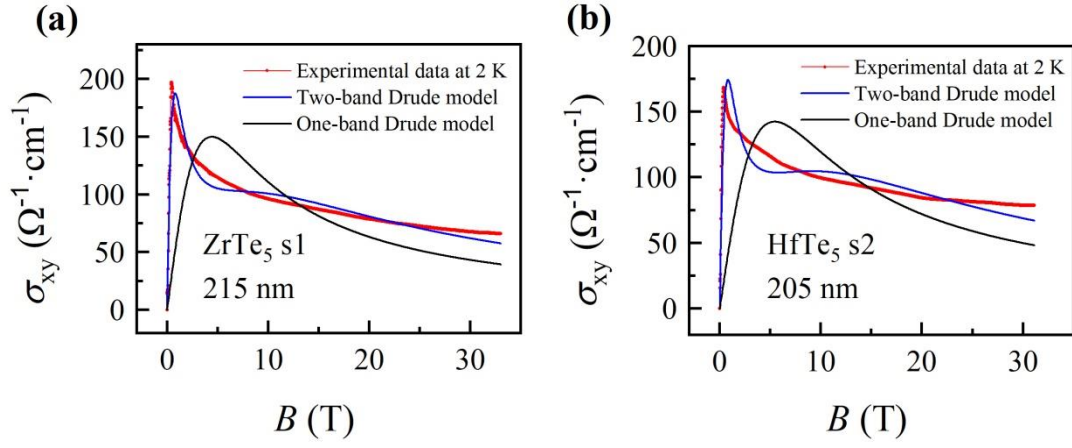 (a)
σxy (Ω⁻¹·cm⁻¹)
200
150
100
50
0
Experimental data at 2 K
Two-band Drude model
One-band Drude model
ZrTe₅ s1
215 nm
0 10 20 30
B (T)
(b)
σxy (Ω⁻¹·cm⁻¹)
200
150
100
50
0
Experimental data at 2 K
Two-band Drude model
One-band Drude model
HfTe₅ s2
205 nm
0 10 20 30
B (T)